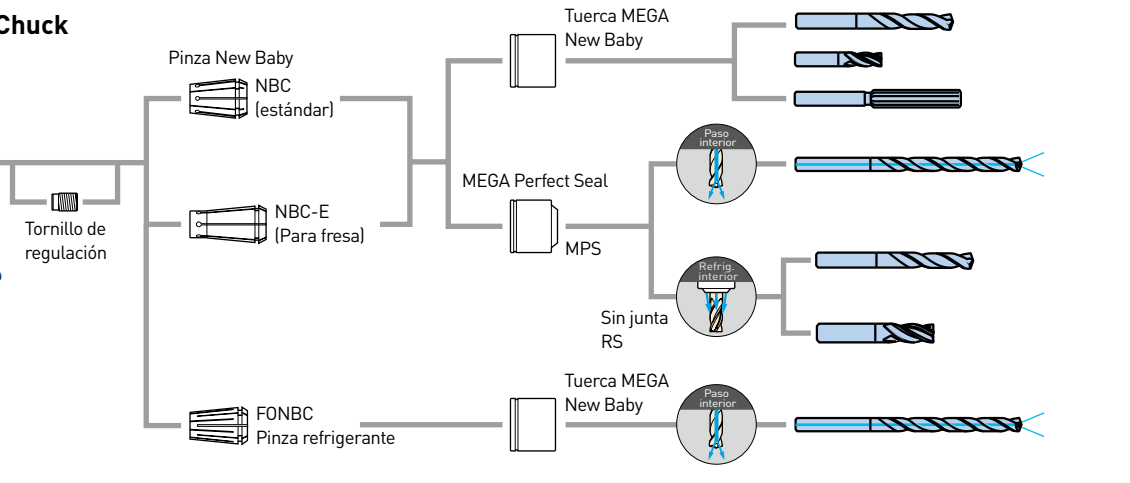 Chuck
Pinza New Baby
NBC
(estándar)
NBC-E
(Para fresa)
Tornillo de
regulación
FONBC
Pinza refrigerante
Tuerca MEGA
New Baby
MEGA Perfect Seal
MPS
Paso
interior
Refrig.
interior
Sin junta
RS
Tuerca MEGA
New Baby
Paso
interior